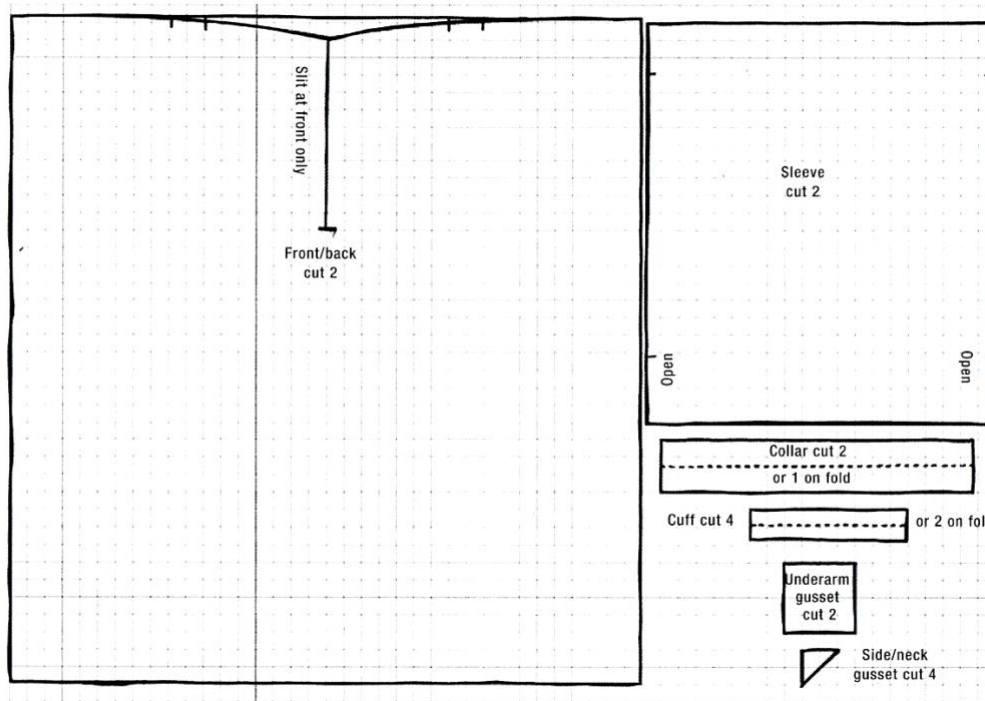 Slit at front only
Front/back
cut 2
Sleeve
cut 2
Open
Open
Collar cut 2
or 1 on fold
Cuff cut 4
or 2 on fol
Underarm
gusset
cut 2
Side/neck
gusset cut 4